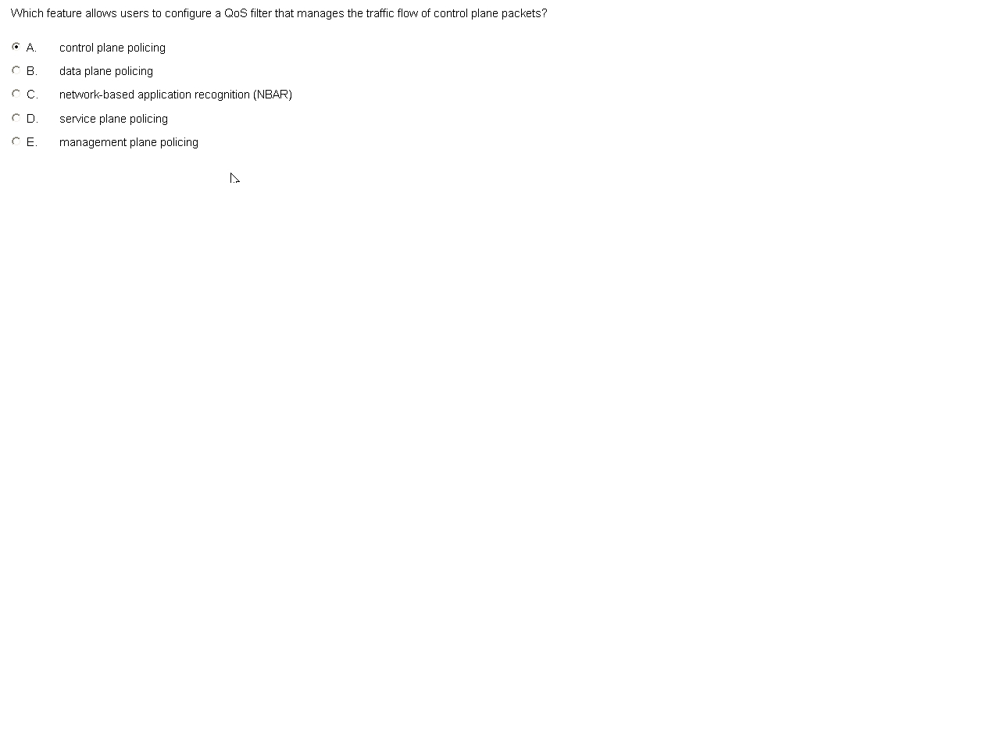 Which feature allows users to configure a QoS filter that manages the traffic flow of control plane packets?
A. control plane policing
B. data plane policing
C. network-based application recognition (NBAR)
D. service plane policing
E. management plane policing